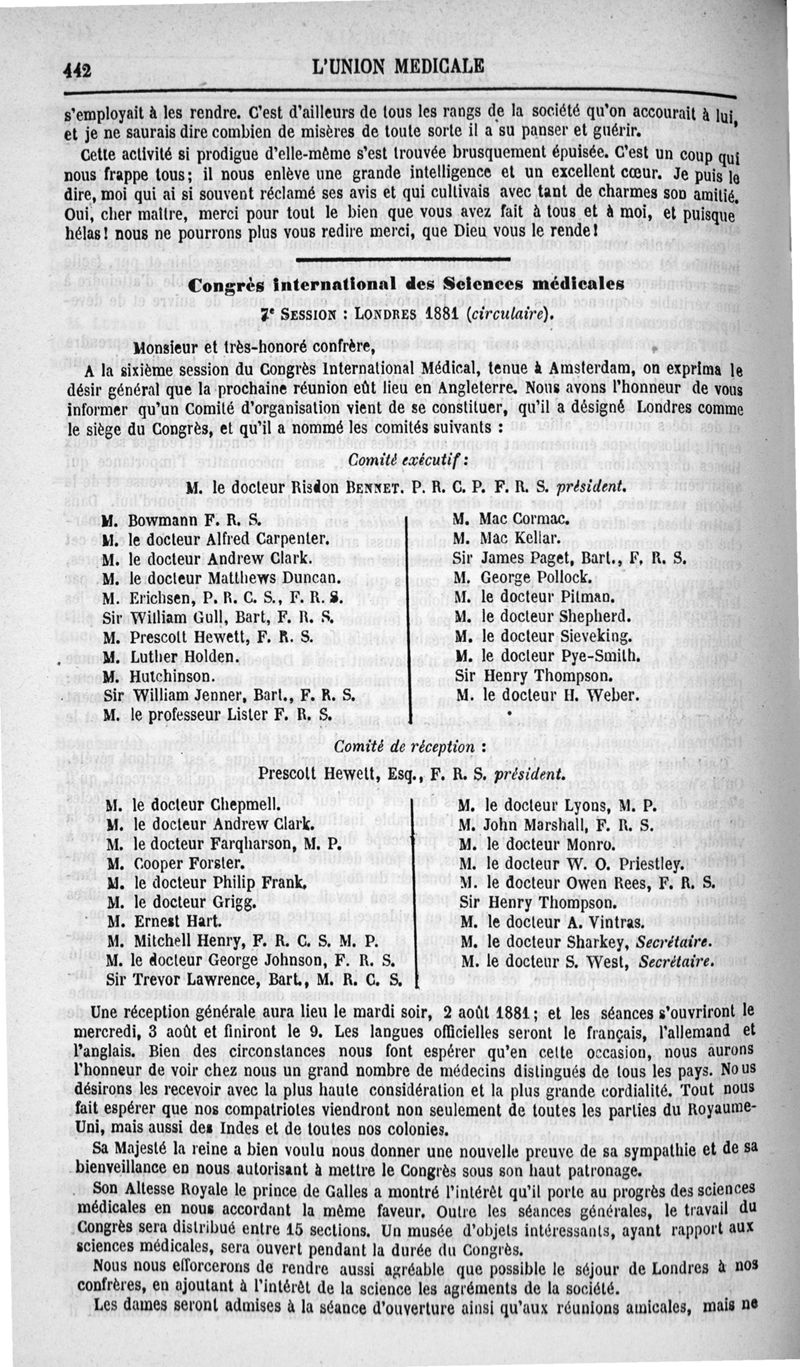 442
L'UNION MEDICALE
s'employait à les rendre. C'est d'ailleurs de tous les rangs de la société qu'on accourait à lui,
et je ne saurais dire combien de misères de toute sorte il a su panser et guérir.
Cette activité si prodigue d'elle-même s'est trouvée brusquement épuisée. C'est un coup qui
nous frappe tous; il nous enlève une grande intelligence et un excellent cœur. Je puis le
dire, moi qui ai si souvent réclamé ses avis et qui cultivais avec tant de charmes son amitié.
Oui, cher maître, merci pour tout le bien que vous avez fait à tous et à moi, et puisque
hélas! nous ne pourrons plus vous redire merci, que Dieu vous le rende!
Congrès international des Sciences médicales
7e SESSION : LONDRES 1881 (circulaire).
Monsieur et très-honoré confrère,
A la sixième session du Congrès International Médical, tenue à Amsterdam, on exprima le
désir général que la prochaine réunion eût lieu en Angleterre. Nous avons l'honneur de vous
informer qu'un Comité d'organisation vient de se constituer, qu'il a désigné Londres comme
le siège du Congrès, et qu'il a nommé les comités suivants :
Comité exécutif :
M. le docteur Risdon BENNET. P. R. C. P. F. R. S. président.
M. Bowmann F. R. S.
M. le docteur Alfred Carpenter.
M. le docteur Andrew Clark.
M. le docteur Matthews Duncan.
M. Erichsen, P. R. C. S., F. R. S.
Sir William Gull, Bart, F. R. S.
M. Prescott Hewett, F. R. S.
M. Luther Holden.
M. Hutchinson.
Sir William Jenner, Bart., F. R. S.
M. le professeur Lister F. R. S.
M. Mac Cormac.
M. Mac Kellar.
Sir James Paget, Bart., F, R. S.
M. George Pollock.
M. le docteur Pitman.
M. le docteur Shepherd.
M. le docteur Sieveking.
M. le docteur Pye-Smith.
Sir Henry Thompson.
M. le docteur H. Weber.
Comité de réception :
Prescott Hewett, Esq., F. R. S. président.
M. le docteur Chepmell.
M. le docteur Andrew Clark.
M. le docteur Farqharson, M. P.
M. Cooper Forster.
M. le docteur Philip Frank.
M. le docteur Grigg.
M. Ernest Hart.
M. Mitchell Henry, F. R. C. S. M. P.
M. le docteur George Johnson, F. R. S.
Sir Trevor Lawrence, Bart., M. R. C. S.
M. le docteur Lyons, M. P.
M. John Marshall, F. R. S.
M. le docteur Monro.
M. le docteur W. O. Priestley.
M. le docteur Owen Rees, F. R. S.
Sir Henry Thompson.
M. le docteur A. Vintras.
M. le docteur Sharkey, Secrétaire.
M. le docteur S. West, Secrétaire.
Une réception générale aura lieu le mardi soir, 2 août 1881; et les séances s'ouvriront le
mercredi, 3 août et finiront le 9. Les langues officielles seront le français, l'allemand et
l'anglais. Bien des circonstances nous font espérer qu'en cette occasion, nous aurons
l'honneur de voir chez nous un grand nombre de médecins distingués de tous les pays. Nous
désirons les recevoir avec la plus haute considération et la plus grande cordialité. Tout nous
fait espérer que nos compatriotes viendront non seulement de toutes les parties du Royaume-
Uni, mais aussi des Indes et de toutes nos colonies.
Sa Majesté la reine a bien voulu nous donner une nouvelle preuve de sa sympathie et de sa
bienveillance en nous autorisant à mettre le Congrès sous son haut patronage.
Son Altesse Royale le prince de Galles a montré l'intérêt qu'il porte au progrès des sciences
médicales en nous accordant la même faveur. Outre les séances générales, le travail du
Congrès sera distribué entre 15 sections. Un musée d'objets intéressants, ayant rapport aux
sciences médicales, sera ouvert pendant la durée du Congrès.
Nous nous efforcerons de rendre aussi agréable que possible le séjour de Londres à nos
confrères, en ajoutant à l'intérêt de la science les agréments de la société.
Les dames seront admises à la séance d'ouverture ainsi qu'aux réunions amicales, mais ne